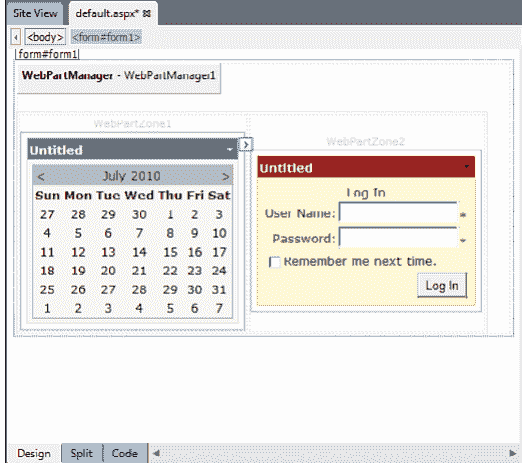 Site View default.aspx*
<body> <form#form1>
form#form1
WebPartManager - WebPartManager1
WebPartZone1
Untitled
< July 2010 >
Sun Mon Tue Wed Thu Fri Sat
27 28 29 30 1 2 3
4 5 6 7 8 9 10
11 12 13 14 15 16 17
18 19 20 21 22 23 24
25 26 27 28 29 30 31
1 2 3 4 5 6 7
WebPartZone2
Untitled
Log In
User Name: *
Password: *
Remember me next time.
Log In
Design Split Code